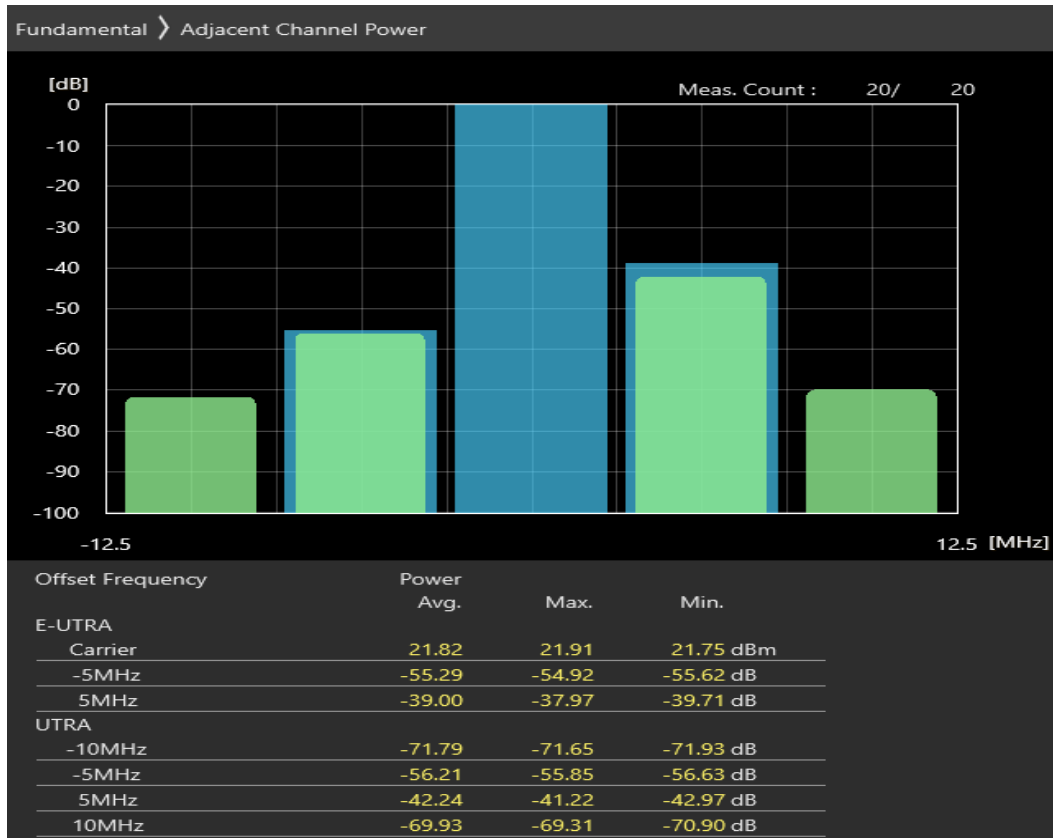 Fundamental ❭ Adjacent Channel Power
[dB]
Meas. Count : 20/ 20
0
-10
-20
-30
-40
-50
-60
-70
-80
-90
-100
-12.5 12.5 [MHz]
Offset Frequency Power
Avg. Max. Min.
E-UTRA
Carrier 21.82 21.91 21.75 dBm
-5MHz -55.29 -54.92 -55.62 dB
5MHz -39.00 -37.97 -39.71 dB
UTRA
-10MHz -71.79 -71.65 -71.93 dB
-5MHz -56.21 -55.85 -56.63 dB
5MHz -42.24 -41.22 -42.97 dB
10MHz -69.93 -69.31 -70.90 dB